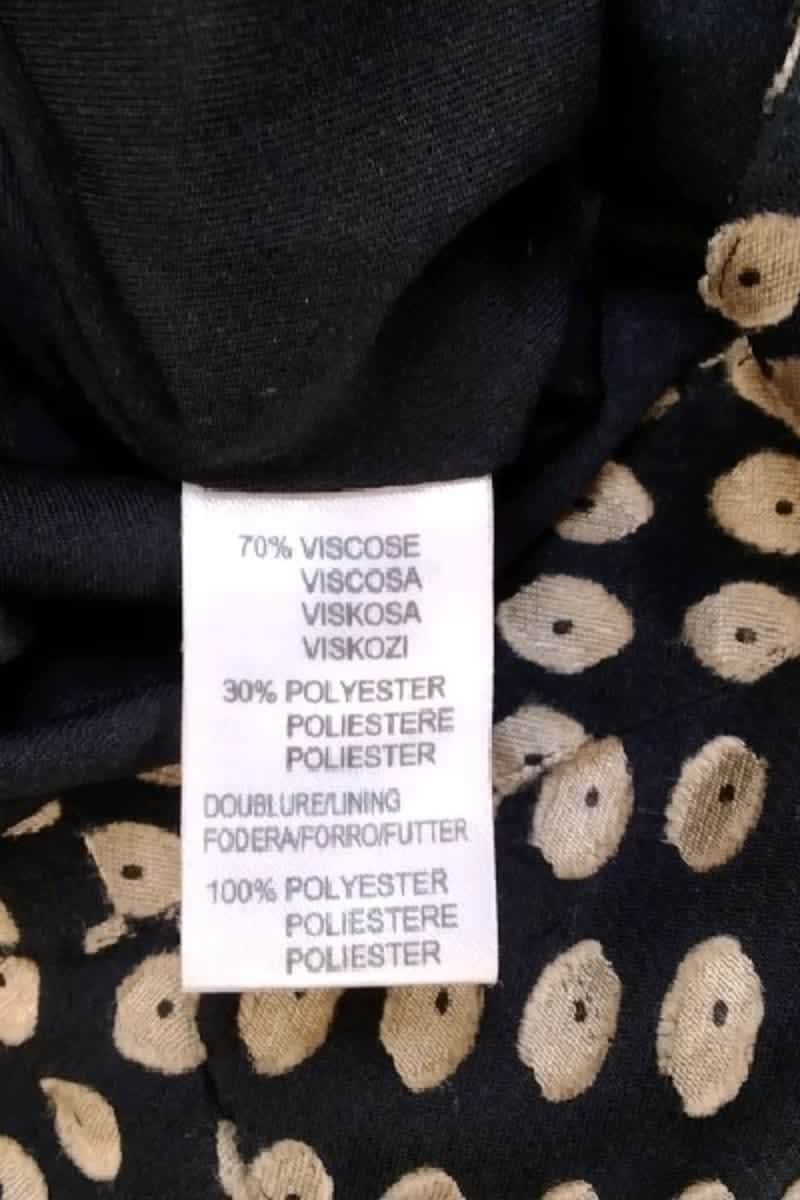 70% VISCOSE
VISCOSA
VISKOSA
VISKOZI
30% POLYESTER
POLIESTERE
POLIESTER
DOUBLURE/LINING
FODERA/FORRO/FUTTER
100% POLYESTER
POLIESTERE
POLIESTER